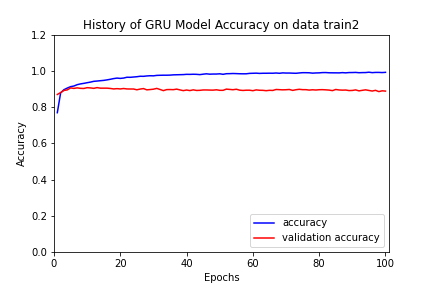 History of GRU Model Accuracy on data train2
1.2
1.0
0.8
0.6
0.4
0.2
0.0
Accuracy
accuracy
validation accuracy
0 20 40 60 80 100
Epochs